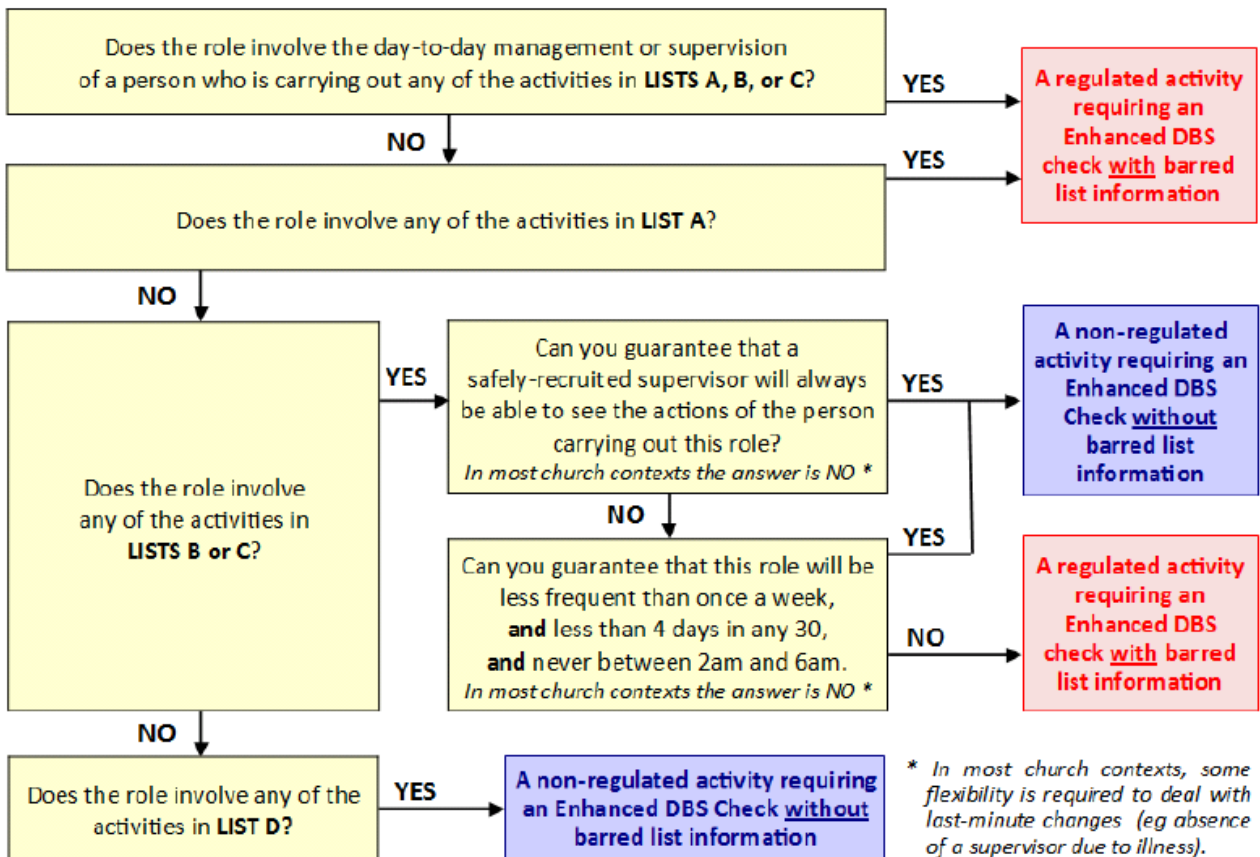 Does the role involve the day-to-day management or supervision
of a person who is carrying out any of the activities in LISTS A, B, or C?
YES
A regulated activity
requiring an
Enhanced DBS
check with barred
list information
NO
YES
Does the role involve any of the activities in LIST A?
NO
Does the role involve
any of the activities in
LISTS B or C?
YES
Can you guarantee that a
safely-recruited supervisor will always
be able to see the actions of the person
carrying out this role?
In most church contexts the answer is NO *
YES
A non-regulated
activity requiring an
Enhanced DBS
Check without
barred list
information
NO
YES
Can you guarantee that this role will be
less frequent than once a week,
and less than 4 days in any 30,
and never between 2am and 6am.
In most church contexts the answer is NO *
NO
A regulated activity
requiring an
Enhanced DBS
check with barred
list information
NO
Does the role involve any of the
activities in LIST D?
YES
A non-regulated activity requiring
an Enhanced DBS Check without
barred list information
* In most church contexts, some
flexibility is required to deal with
last-minute changes (eg absence
of a supervisor due to illness).